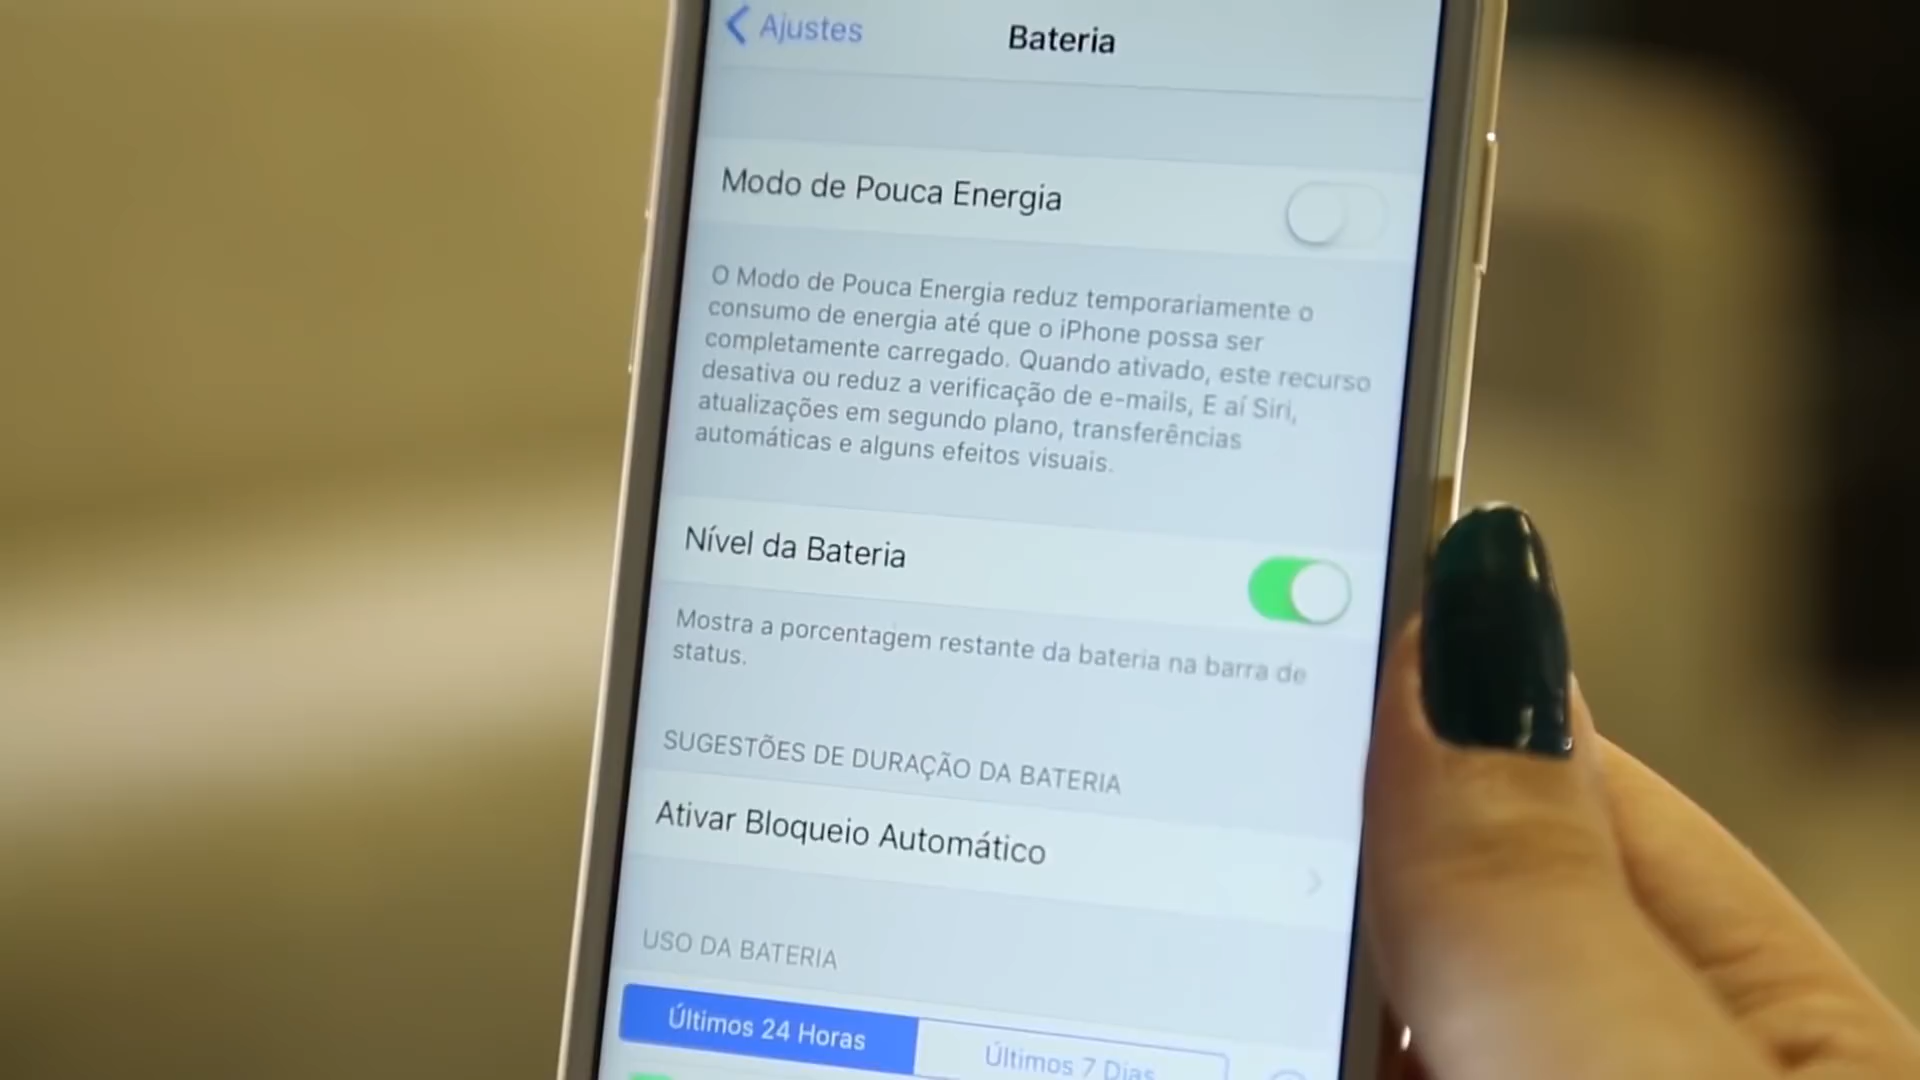 Ajustes
Bateria
Modo de Pouca Energia
O Modo de Pouca Energia reduz temporariamente o
consumo de energia até que o iPhone possa ser
completamente carregado. Quando ativado, este recurso
desativa ou reduz a verificação de e-mails, E aí Siri,
atualizações em segundo plano, transferências
automáticas e alguns efeitos visuais.
Nível da Bateria
Mostra a porcentagem restante da bateria na barra de
status.
SUGESTÕES DE DURAÇÃO DA BATERIA
Ativar Bloqueio Automático
USO DA BATERIA
Últimos 24 Horas
Últimos 7 Dias